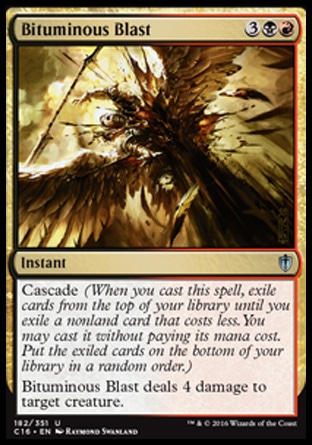 Bituminous Blast 3
Instant
Cascade (When you cast this spell, exile
cards from the top of your library until you
exile a nonland card that costs less. You
may cast it without paying its mana cost.
Put the exiled cards on the bottom of your
library in a random order.)
Bituminous Blast deals 4 damage to
target creature.
182/351 U
C16 • EN RAYMOND SWANLAND
™ & © 2016 Wizards of the Coast